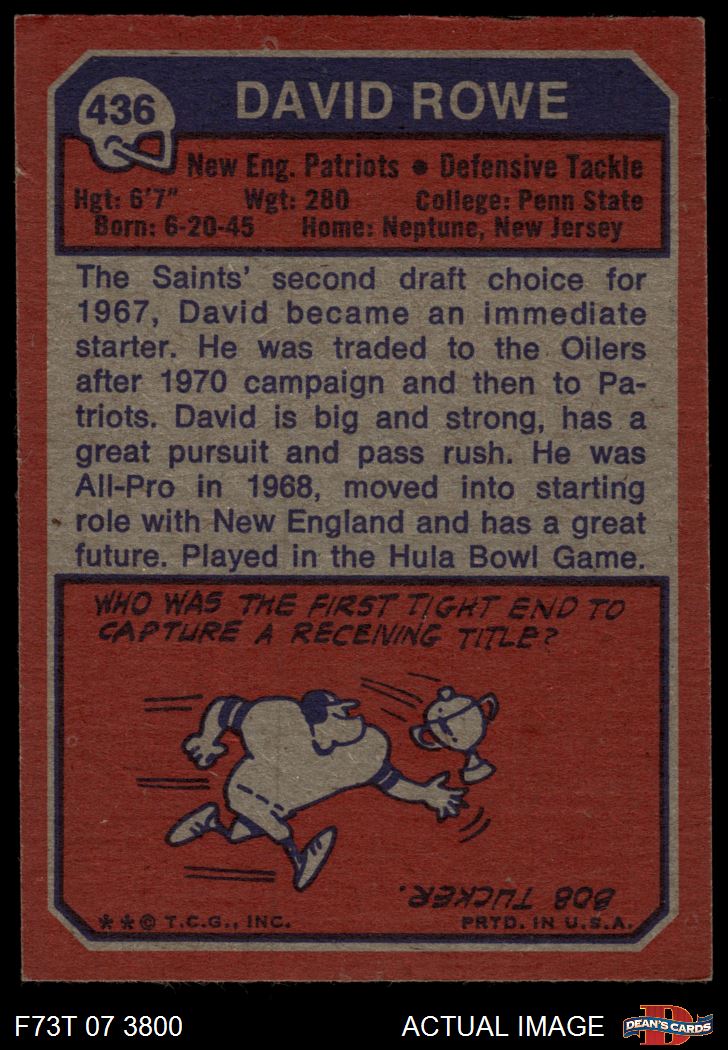 436
DAVID ROWE
New Eng. Patriots • Defensive Tackle
Hgt: 6'7" Wgt: 280 College: Penn State
Born: 6-20-45 Home: Neptune, New Jersey
The Saints' second draft choice for
1967, David became an immediate
starter. He was traded to the Oilers
after 1970 campaign and then to Pa-
triots. David is big and strong, has a
great pursuit and pass rush. He was
All-Pro in 1968, moved into starting
role with New England and has a great
future. Played in the Hula Bowl Game.
WHO WAS THE FIRST TIGHT END TO
CAPTURE A RECEIVING TITLE?
BOB TUCKER.
**© T.C.G., INC. PRTD. IN U.S.A.
F73T 07 3800 ACTUAL IMAGE
D
DEAN'S CARDS